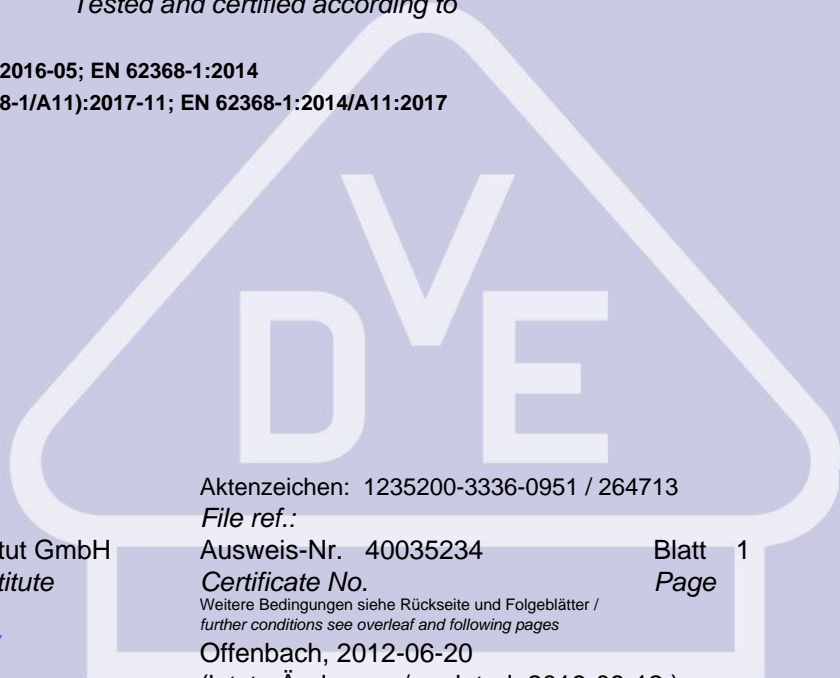 Tested and certified according to
2016-05; EN 62368-1:2014
8-1/A11):2017-11; EN 62368-1:2014/A11:2017
VDE
Aktenzeichen: 1235200-3336-0951 / 264713
File ref.:
tut GmbH Ausweis-Nr. 40035234 Blatt 1
titute Certificate No. Page
Weitere Bedingungen siehe Rückseite und Folgeblätter /
further conditions see overleaf and following pages
Offenbach, 2012-06-20